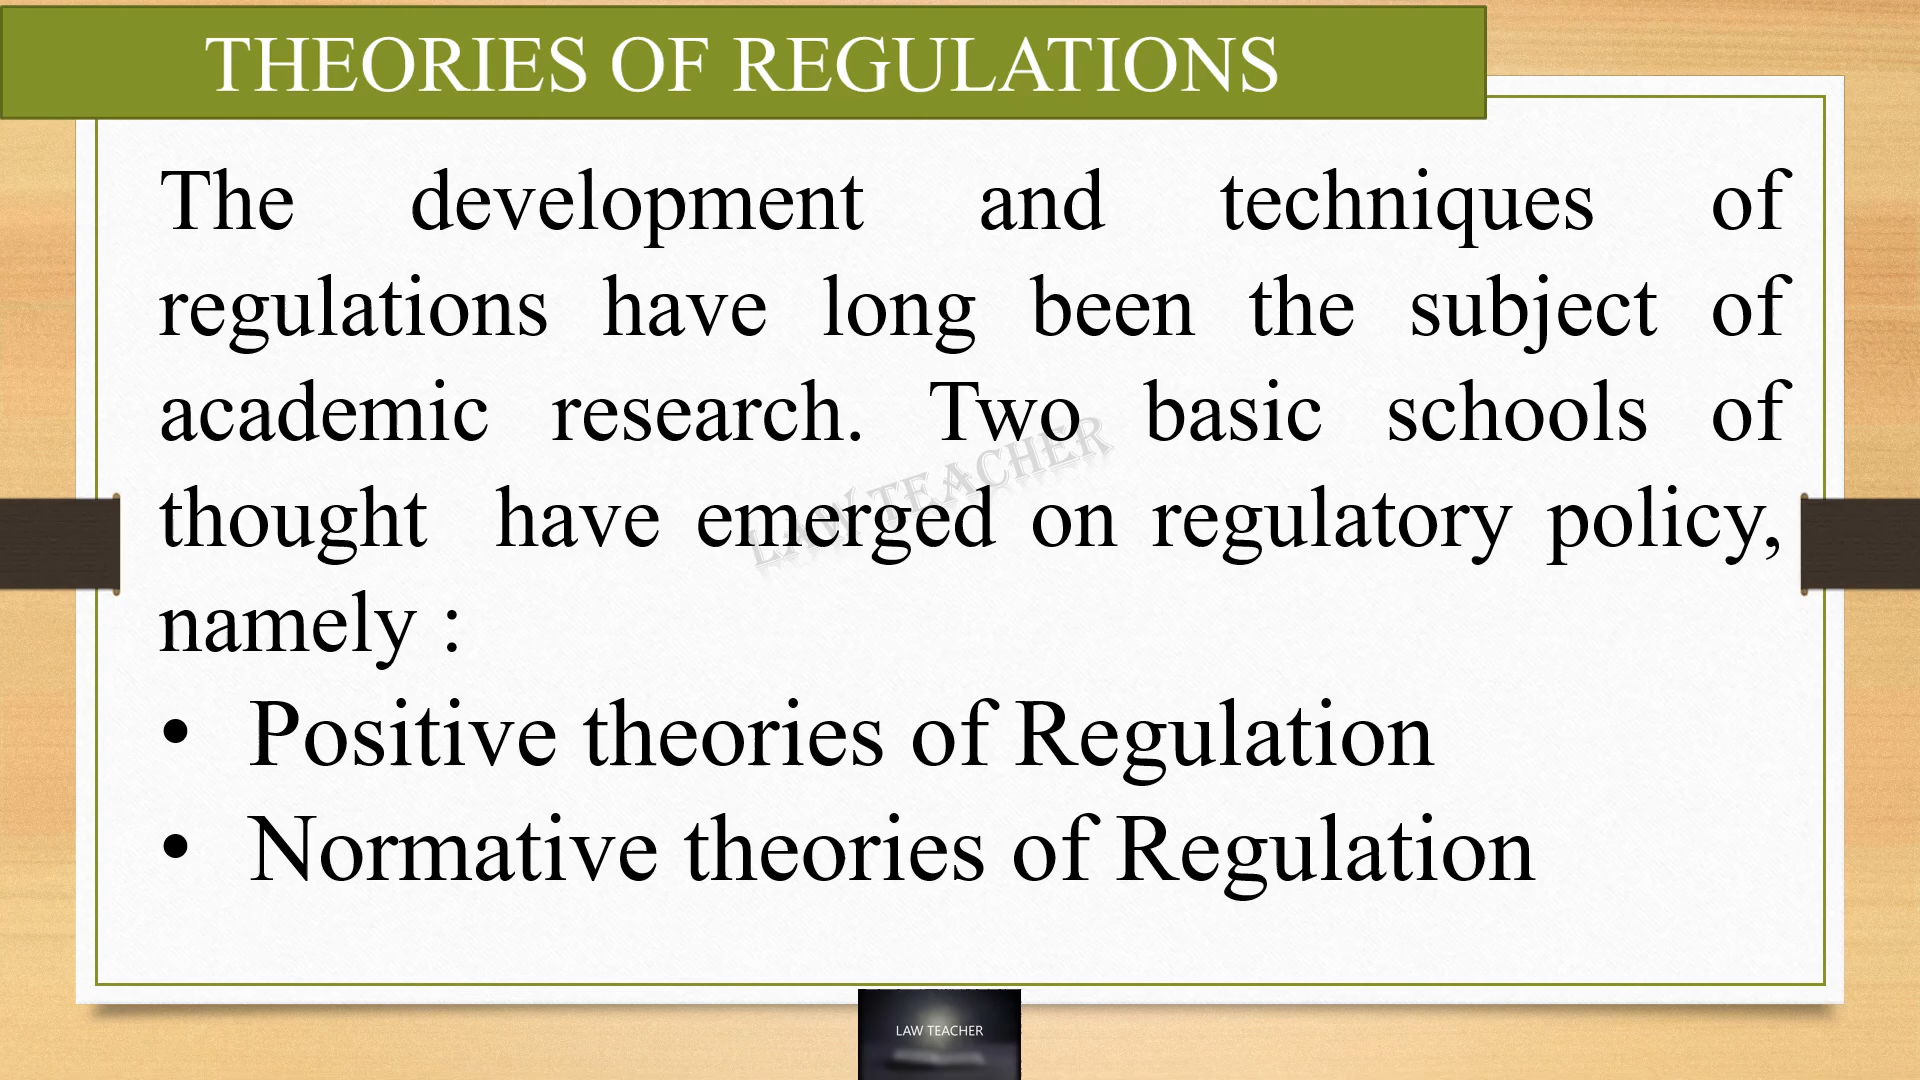 THEORIES OF REGULATIONS
The development and techniques of
regulations have long been the subject of
academic research. Two basic schools of
thought have emerged on regulatory policy,
namely :
• Positive theories of Regulation
• Normative theories of Regulation
LAW TEACHER
LAW TEACHER